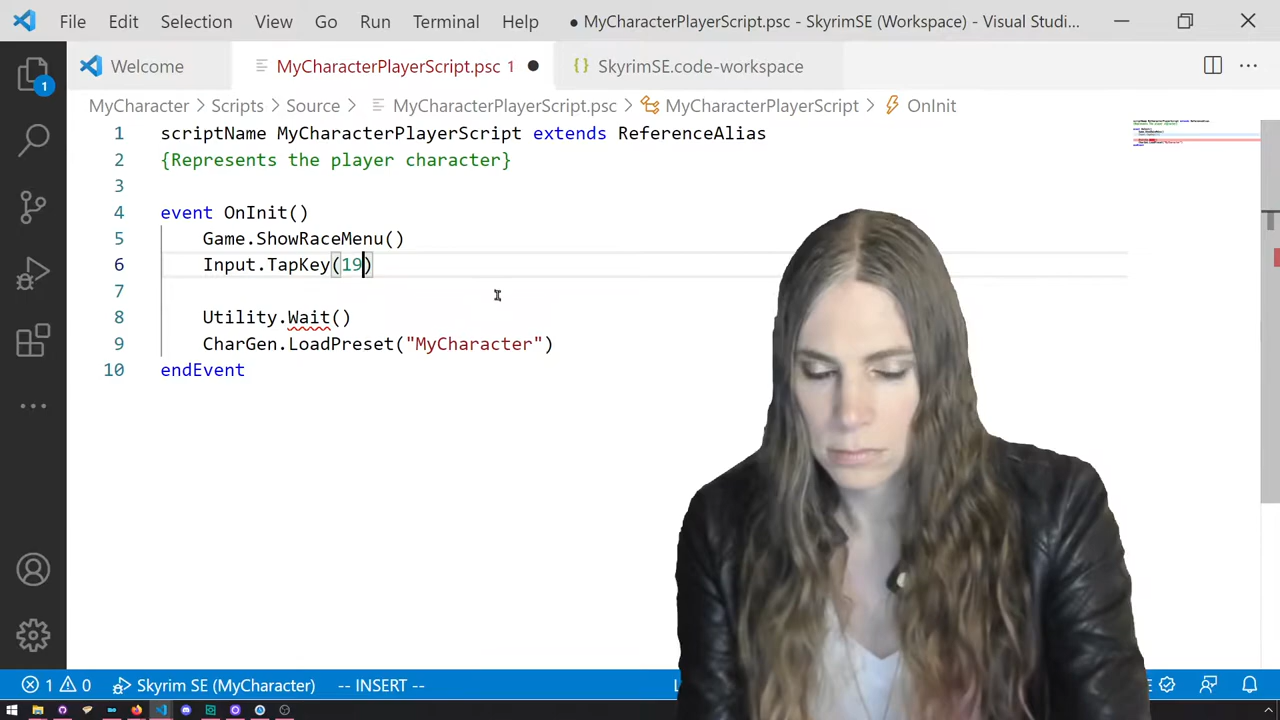 File Edit Selection View Go Run Terminal Help ● MyCharacterPlayerScript.psc - SkyrimSE (Workspace) - Visual Studi...
Welcome MyCharacterPlayerScript.psc 1 {} SkyrimSE.code-workspace
MyCharacter > Scripts > Source > MyCharacterPlayerScript.psc > MyCharacterPlayerScript > OnInit
1 scriptName MyCharacterPlayerScript extends ReferenceAlias
2 {Represents the player character}
3
4 event OnInit()
5 Game.ShowRaceMenu()
6 Input.TapKey(19)
7
8 Utility.Wait()
9 CharGen.LoadPreset("MyCharacter")
10 endEvent
1
1 0 Skyrim SE (MyCharacter) -- INSERT --